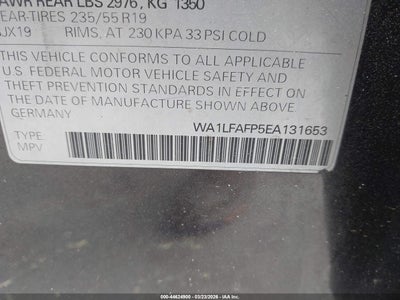 AWR REAR LBS 2976, KG 1350
EAR-TIRES 235/55 R19
JX19 RIMS, AT 230 KPA 33 PSI COLD
THIS VEHICLE CONFORMS TO ALL APPLICABLE
U.S. FEDERAL MOTOR VEHICLE SAFETY AND
THEFT PREVENTION STANDARDS IN EFFECT ON
THE DATE OF MANUFACTURE SHOWN ABOVE.
GERMANY
WA1LFAFP5EA131653
TYPE:
MPV
000-44624900 - 03/23/2026 - IAA Inc.